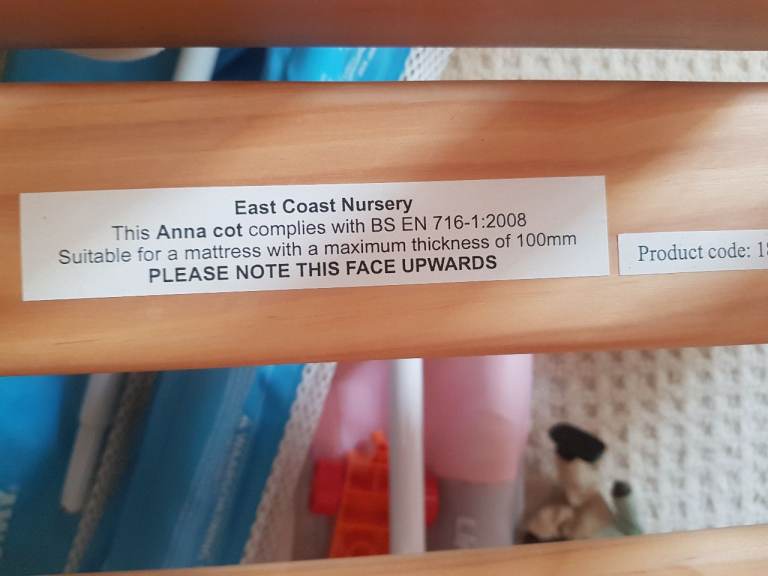 East Coast Nursery
This Anna cot complies with BS EN 716-1:2008
Suitable for a mattress with a maximum thickness of 100mm
PLEASE NOTE THIS FACE UPWARDS
Product code: